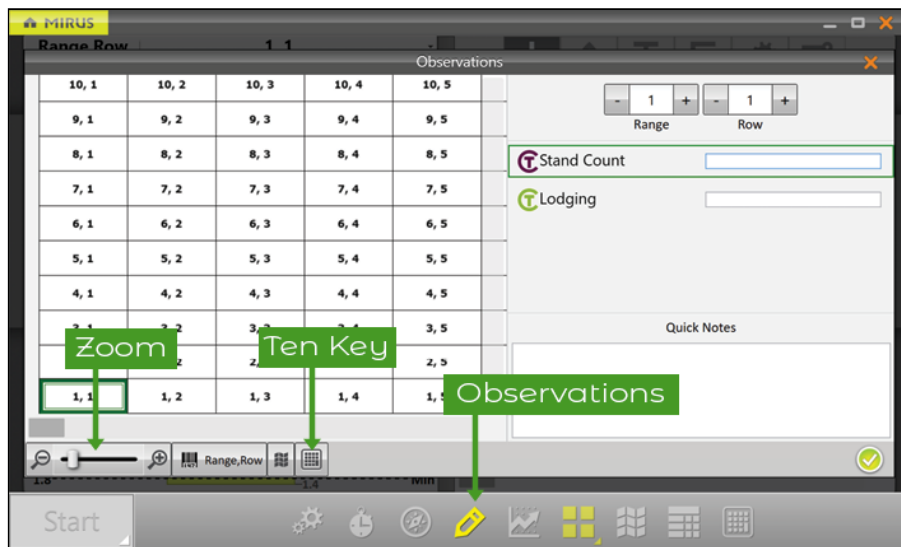 MIRUS
Range Row 1 1 -
Observations
10, 1 10, 2 10, 3 10, 4 10, 5
9, 1 9, 2 9, 3 9, 4 9, 5
8, 1 8, 2 8, 3 8, 4 8, 5
7, 1 7, 2 7, 3 7, 4 7, 5
6, 1 6, 2 6, 3 6, 4 6, 5
5, 1 5, 2 5, 3 5, 4 5, 5
4, 1 4, 2 4, 3 4, 4 4, 5
3, 5
2, 5
1, 1 1, 2 1, 3 1, 4
- 1 + - 1 +
Range Row
Stand Count
Lodging
Quick Notes
Zoom
Ten Key
Observations
Range,Row
1.8 -1.4 Min
Start